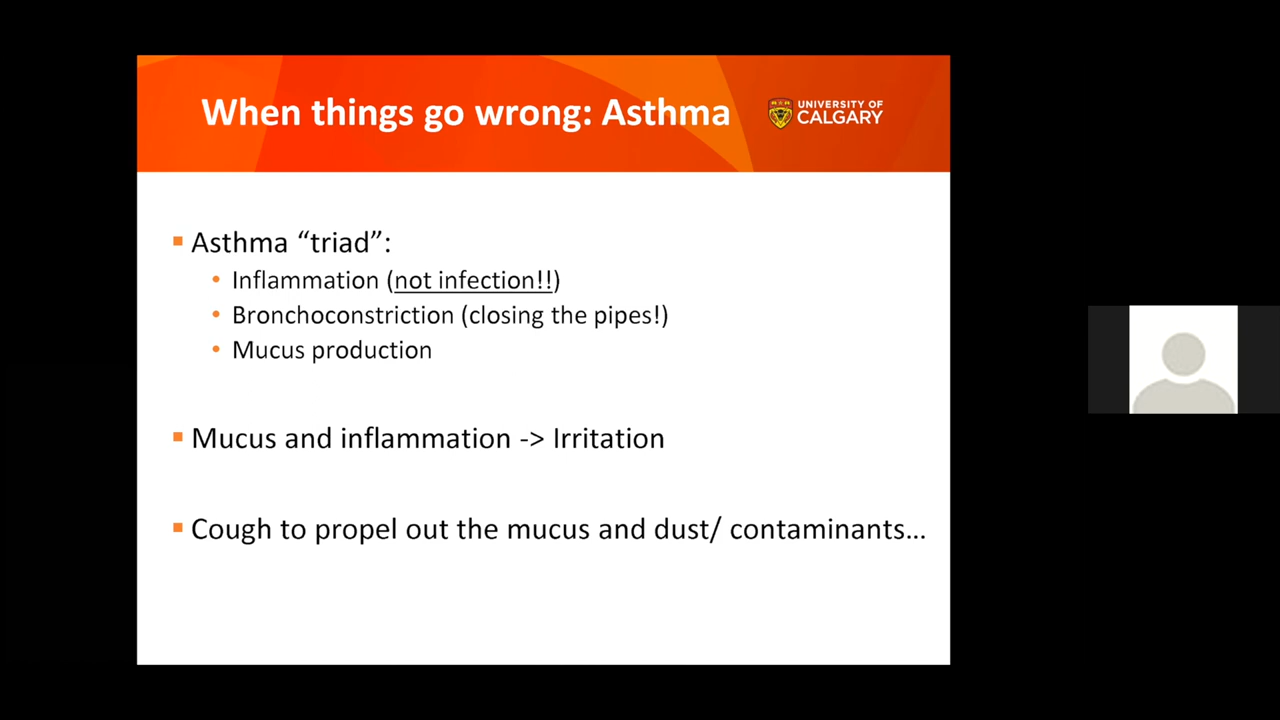 When things go wrong: Asthma
UNIVERSITY OF
CALGARY
Asthma “triad”:
Inflammation (not infection!!)
Bronchoconstriction (closing the pipes!)
Mucus production
Mucus and inflammation -> Irritation
Cough to propel out the mucus and dust/ contaminants…